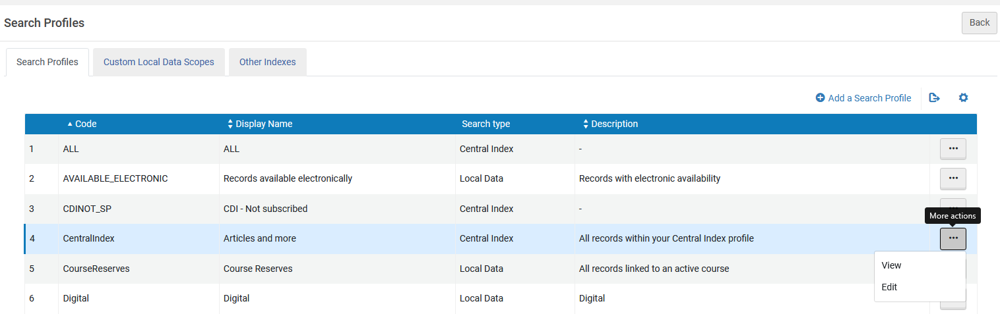 Search Profiles
Back
Search Profiles Custom Local Data Scopes Other Indexes
Add a Search Profile
Code Display Name Search type Description
1 ALL ALL Central Index -
2 AVAILABLE_ELECTRONIC Records available electronically Local Data Records with electronic availability
3 CDINOT_SP CDI - Not subscribed Central Index -
More actions
4 CentralIndex Articles and more Central Index All records within your Central Index profile
View
5 CourseReserves Course Reserves Local Data All records linked to an active course
Edit
6 Digital Digital Local Data Digital